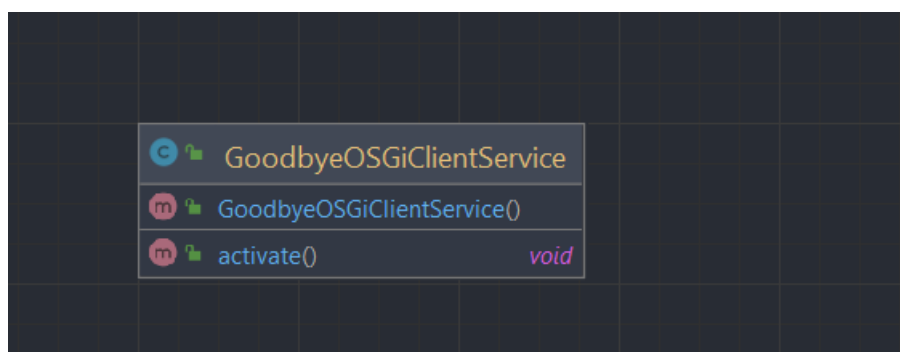 GoodbyeOSGiClientService
GoodbyeOSGiClientService()
activate() void